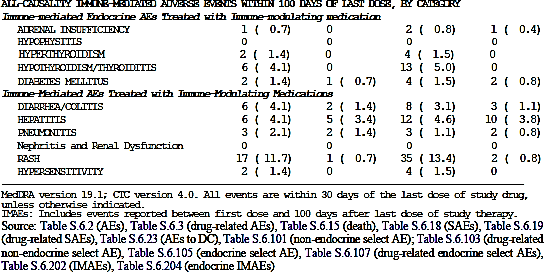 ALL-CAUSALITY IMMUNE-MEDIATED ADVERSE EVENTS WITHIN 100 DAYS OF LAST DOSE, BY CATEGORY
Immune-mediated Endocrine AEs Treated with Immune-modulating medication
ADRENAL INSUFFICIENCY 1 ( 0.7) 0 2 ( 0.8) 1 ( 0.4)
HYPOPHYSITIS 0 0 0 0
HYPERTHYROIDISM 2 ( 1.4) 0 4 ( 1.5) 0
HYPOTHYROIDISM/THYROIDITIS 6 ( 4.1) 0 13 ( 5.0) 0
DIABETES MELLITUS 2 ( 1.4) 1 ( 0.7) 4 ( 1.5) 2 ( 0.8)
Immune-Mediated AEs Treated with Immune-Modulating Medications
DIARRHEA/COLITIS 6 ( 4.1) 2 ( 1.4) 8 ( 3.1) 3 ( 1.1)
HEPATITIS 6 ( 4.1) 5 ( 3.4) 12 ( 4.6) 10 ( 3.8)
PNEUMONITIS 3 ( 2.1) 2 ( 1.4) 3 ( 1.1) 2 ( 0.8)
Nephritis and Renal Dysfunction 0 0 0 0
RASH 17 ( 11.7) 1 ( 0.7) 35 ( 13.4) 2 ( 0.8)
HYPERSENSITIVITY 2 ( 1.4) 0 4 ( 1.5) 0
MedDRA version 19.1; CTC version 4.0. All events are within 30 days of the last dose of study drug,
unless otherwise indicated.
IMAEs: Includes events reported between first dose and 100 days after last dose of study therapy.
Source: Table S.6.2 (AEs), Table S.6.3 (drug-related AEs), Table S.6.15 (death), Table S.6.18 (SAEs), Table S.6.19
(drug-related SAEs), Table S.6.23 (AEs to DC), Table S.6.101 (non-endocrine select AE); Table S.6.103 (drug-related
non-endocrine select AE), Table S.6.105 (endocrine select AE), Table S.6.107 (drug-related endocrine select AEs),
Table S.6.202 (IMAEs), Table S.6.204 (endocrine IMAEs)